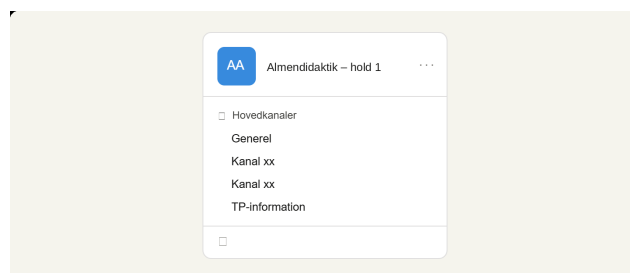 AA
Almendidaktik – hold 1
...
Hovedkanaler
Generel
Kanal xx
Kanal xx
TP-information